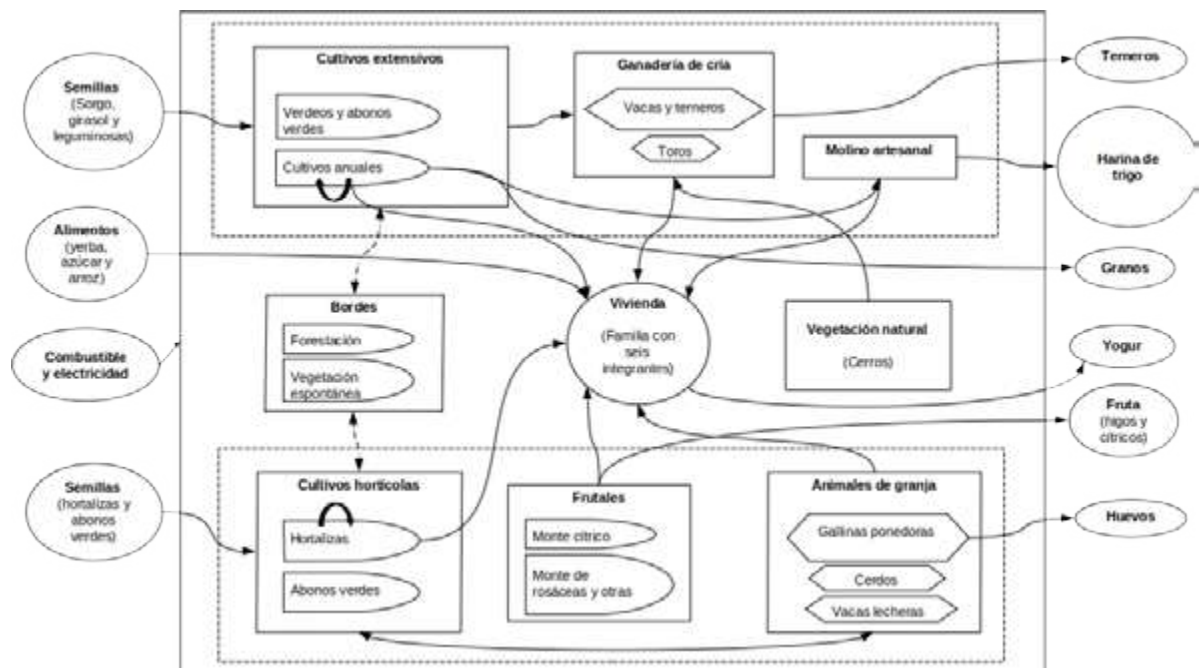 Semillas
(Sorgo,
girasol y
leguminosas)
Alimentos
(yerba,
azúcar y
arroz)
Combustible
y electricidad
Semillas
(hortalizas y
abonos
verdes)
Cultivos extensivos
Verdeos y abonos
verdes
Cultivos anuales
Ganadería de cría
Vacas y terneros
Toros
Molino artesanal
Bordes
Forestación
Vegetación
espontánea
Vivienda
(Familia con
seis
integrantes)
Vegetación natural
(Cerros)
Cultivos hortícolas
Hortalizas
Abonos verdes
Frutales
Monte cítrico
Monte de
rosáceas y otras
Animales de granja
Gallinas ponedoras
Cerdos
Vacas lecheras
Terneros
Harina de
trigo
Granos
Yogur
Fruta
(higos y
cítricos)
Huevos